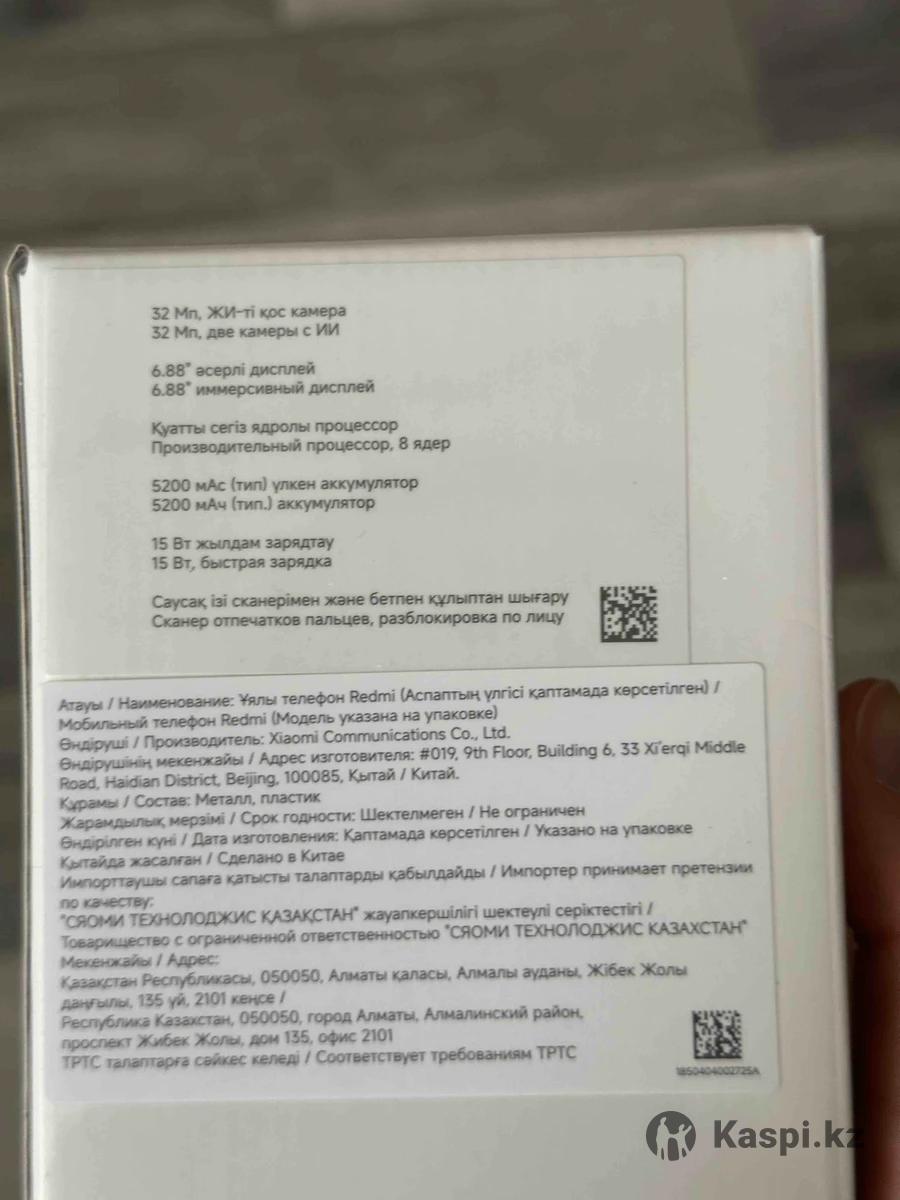 32 Мп, ЖИ-ті қос камера
32 Мп, две камеры с ИИ
6.88" әсерлі дисплей
6.88" иммерсивный дисплей
Қуатты сегіз ядролы процессор
Производительный процессор, 8 ядер
5200 мАс (тип) үлкен аккумулятор
5200 мАч (тип.) аккумулятор
15 Вт жылдам зарядтау
15 Вт, быстрая зарядка
Саусақ ізі сканерімен және бетпен құлыптан шығару
Сканер отпечатков пальцев, разблокировка по лицу
Атауы / Наименование: Ұялы телефон Redmi (Аспаптың үлгісі қаптамада көрсетілген) /
Мобильный телефон Redmi (Модель указана на упаковке)
Өндіруші / Производитель: Xiaomi Communications Co., Ltd.
Өндірушінің мекенжайы / Адрес изготовителя: #019, 9th Floor, Building 6, 33 Xi'erqi Middle
Road, Haidian District, Beijing, 100085, Қытай / Китай.
Құрамы / Состав: Металл, пластик
Жарамдылық мерзімі / Срок годности: Шектелмеген / Не ограничен
Өндірілген күні / Дата изготовления: Қаптамада көрсетілген / Указано на упаковке
Қытайда жасалған / Сделано в Китае
Импорттаушы сапаға қатысты талаптарды қабылдайды / Импортер принимает претензии
по качеству:
"СЯОМИ ТЕХНОЛОДЖИС ҚАЗАҚСТАН" жауапкершілігі шектеулі серіктестігі /
Товарищество с ограниченной ответственностью "СЯОМИ ТЕХНОЛОДЖИС КАЗАХСТАН"
Мекенжайы / Адрес:
Қазақстан Республикасы, 050050, Алматы қаласы, Алмалы ауданы, Жібек Жолы
даңғылы, 135 үй, 2101 кеңсе /
Республика Казахстан, 050050, город Алматы, Алмалинский район,
проспект Жибек Жолы, дом 135, офис 2101
ТРТС талаптарға сәйкес келеді / Соответствует требованиям ТРТС
1850404002725A
Kaspi.kz